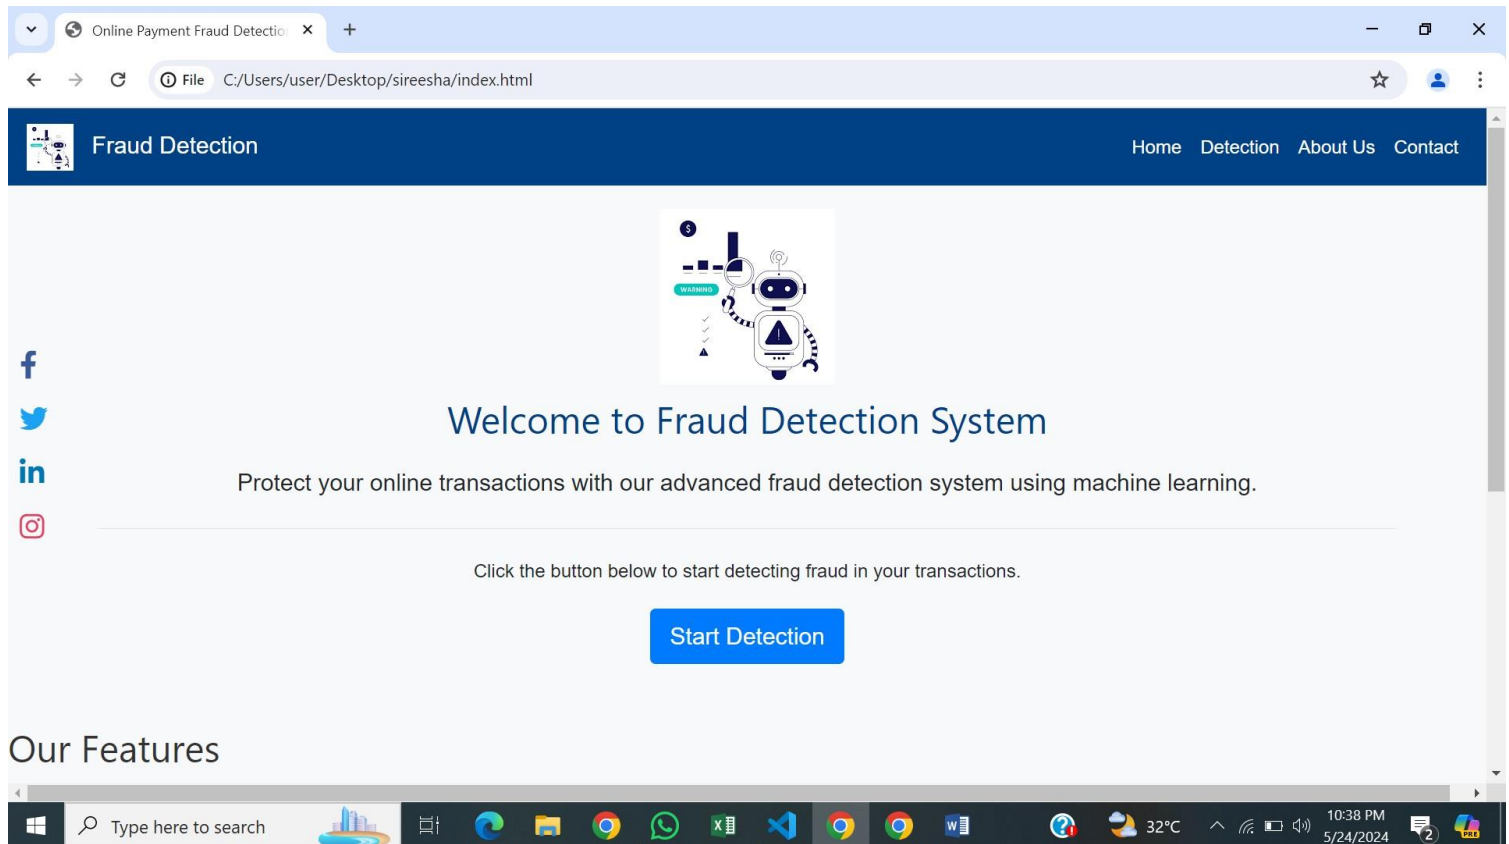 Online Payment Fraud Detectio
File C:/Users/user/Desktop/sireesha/index.html
Fraud Detection
Home Detection About Us Contact
$
WARNING
f
in
Welcome to Fraud Detection System
Protect your online transactions with our advanced fraud detection system using machine learning.
Click the button below to start detecting fraud in your transactions.
Start Detection
Our Features
Type here to search
32°C
10:38 PM
5/24/2024
2
PRE